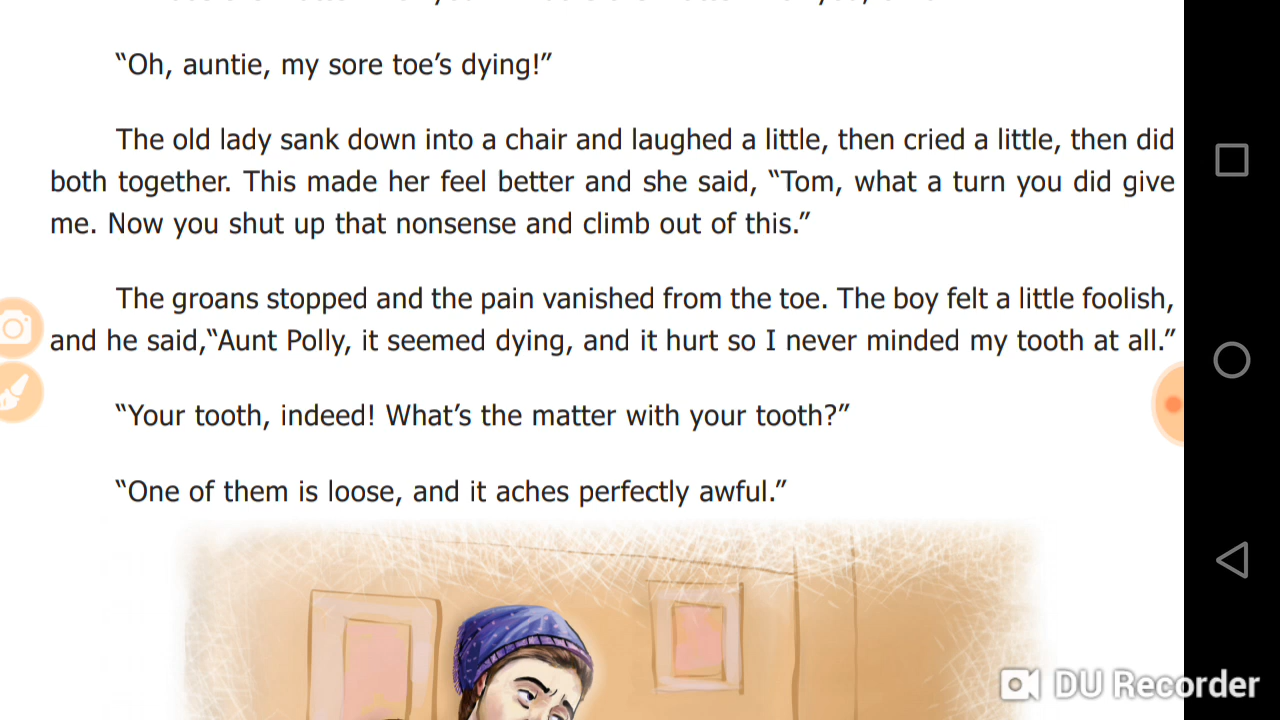 “Oh, auntie, my sore toe’s dying!”
The old lady sank down into a chair and laughed a little, then cried a little, then did
both together. This made her feel better and she said, “Tom, what a turn you did give
me. Now you shut up that nonsense and climb out of this.”
The groans stopped and the pain vanished from the toe. The boy felt a little foolish,
and he said,“Aunt Polly, it seemed dying, and it hurt so I never minded my tooth at all.”
“Your tooth, indeed! What’s the matter with your tooth?”
“One of them is loose, and it aches perfectly awful.”
DU Recorder